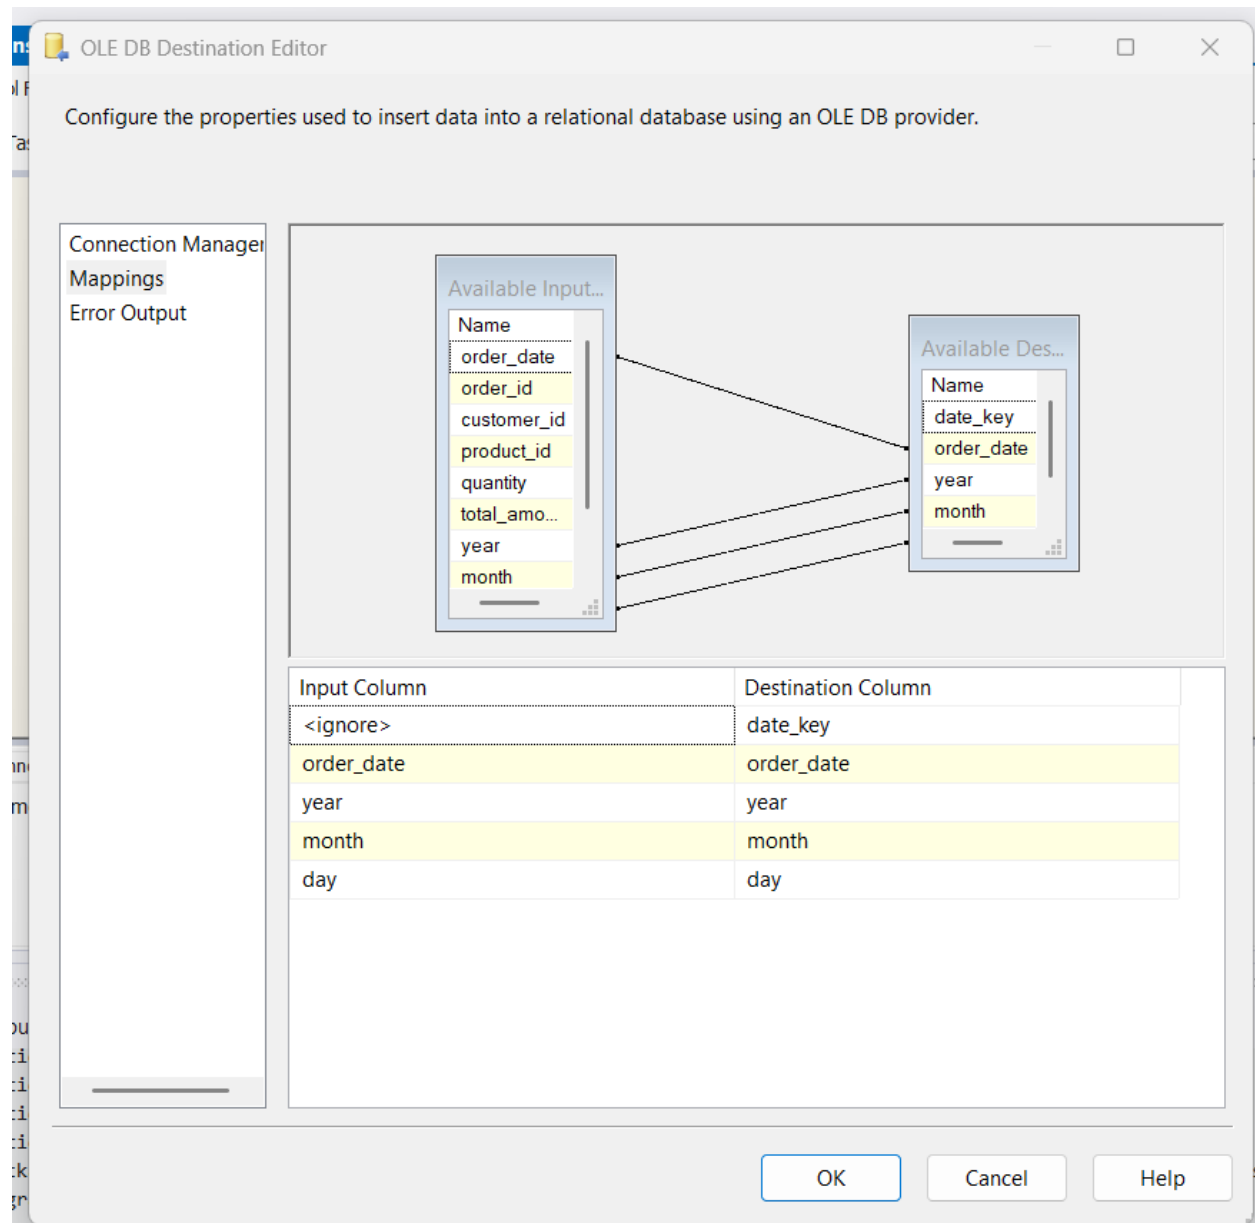 OLE DB Destination Editor
Configure the properties used to insert data into a relational database using an OLE DB provider.
Connection Manager
Mappings
Error Output
Available Input...
Name
order_date
order_id
customer_id
product_id
quantity
total_amo...
year
month
Available Des...
Name
date_key
order_date
year
month
Input Column Destination Column
<ignore> date_key
order_date order_date
year year
month month
day day
OK Cancel Help